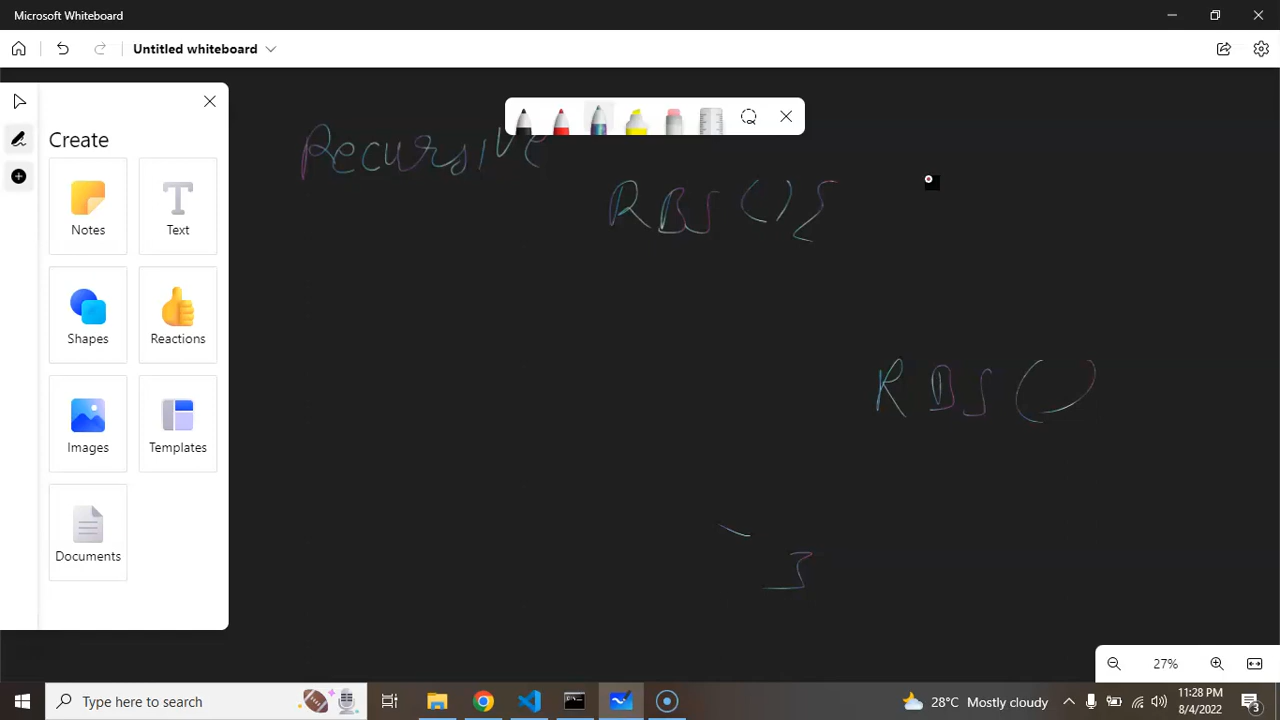 Microsoft Whiteboard
Untitled whiteboard
Create
Notes
Text
Shapes
Reactions
Images
Templates
Documents
Recursive
RBS(){
RBS()
}
27%
Type here to search
28°C Mostly cloudy
11:28 PM
8/4/2022
3